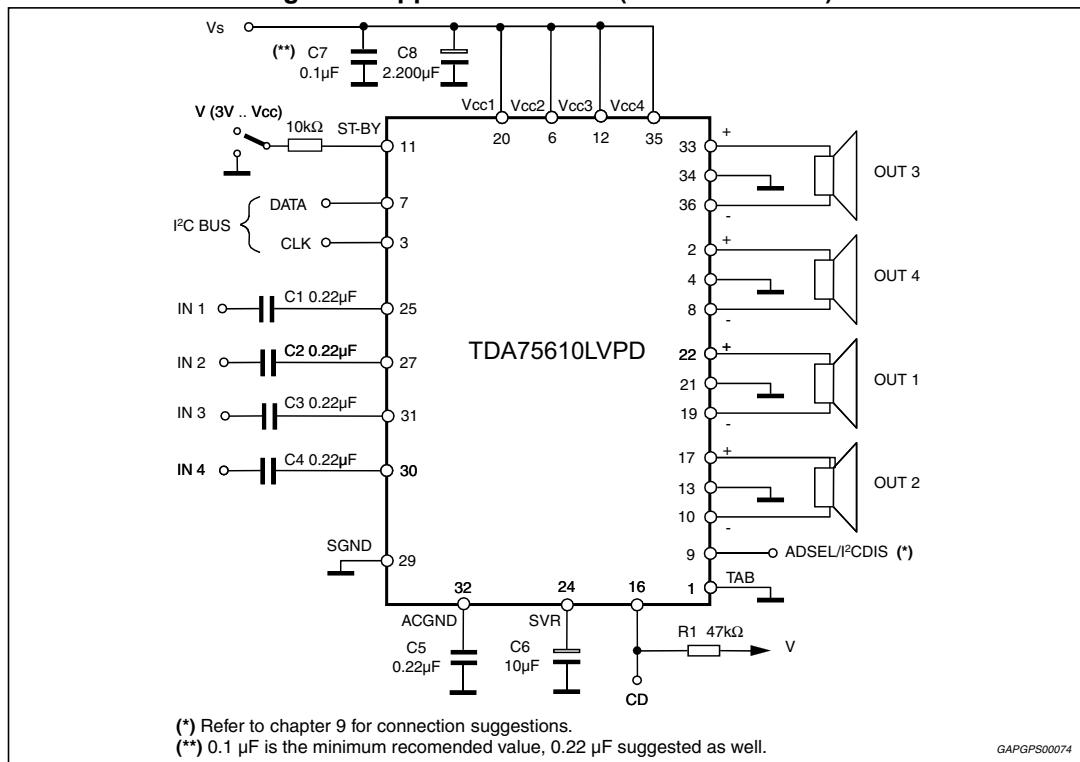 Vs
(**) C7
0.1µF
C8
2.200µF
Vcc1
Vcc2
Vcc3
Vcc4
20
6
12
35
V (3V .. Vcc)
10kΩ
ST-BY
11
I²C BUS
DATA
7
CLK
3
IN 1
C1 0.22µF
25
IN 2
C2 0.22µF
27
IN 3
C3 0.22µF
31
IN 4
C4 0.22µF
30
SGND
29
TDA75610LVPD
33
+
34
36
-
OUT 3
2
+
4
8
-
OUT 4
22
+
21
19
-
OUT 1
17
+
13
10
-
OUT 2
9
ADSEL/I²CDIS (*)
1
TAB
32
24
16
ACGND
SVR
C5
0.22µF
C6
10µF
R1 47kΩ
V
CD
(*) Refer to chapter 9 for connection suggestions.
(**) 0.1 µF is the minimum recomended value, 0.22 µF suggested as well.
GAPGPS00074